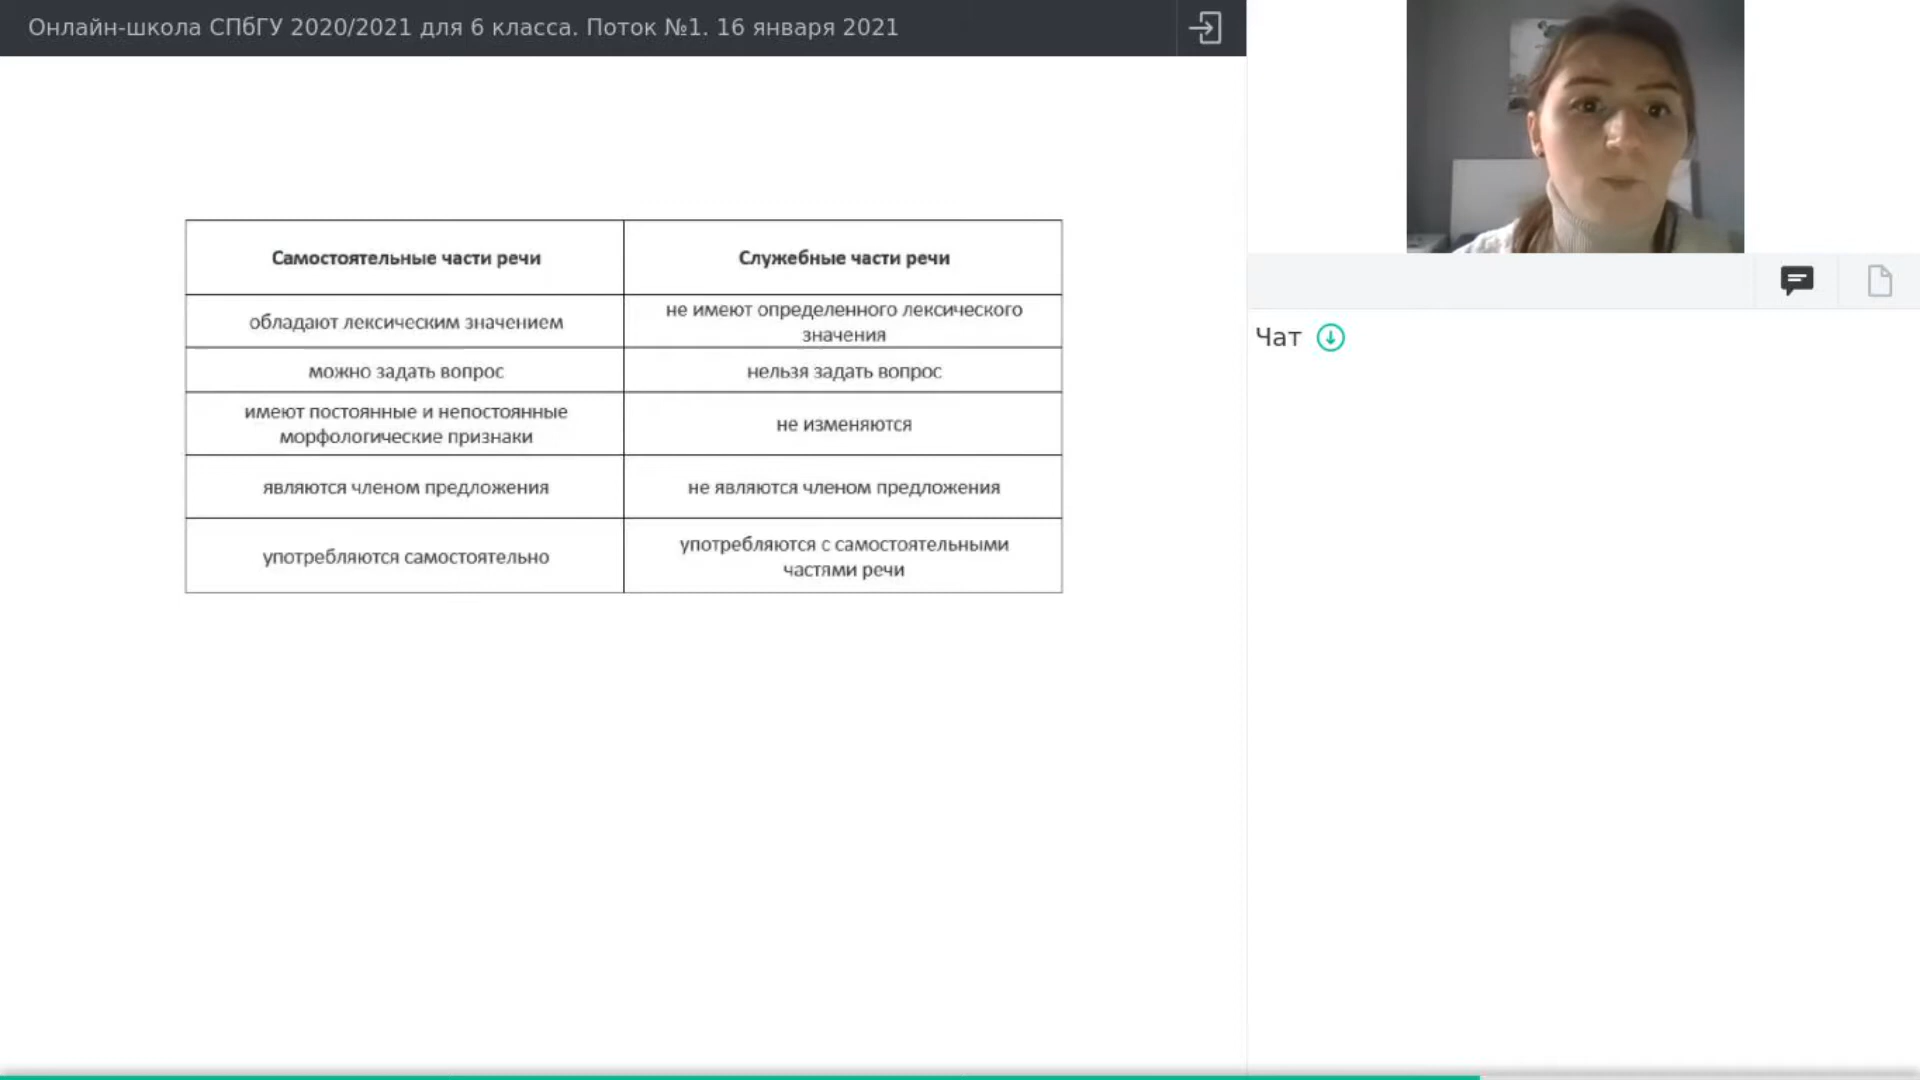 Онлайн-школа СПбГУ 2020/2021 для 6 класса. Поток №1. 16 января 2021
Самостоятельные части речи
Служебные части речи
обладают лексическим значением
не имеют определенного лексического
значения
можно задать вопрос
нельзя задать вопрос
имеют постоянные и непостоянные
морфологические признаки
не изменяются
являются членом предложения
не являются членом предложения
употребляются самостоятельно
употребляются с самостоятельными
частями речи
Чат